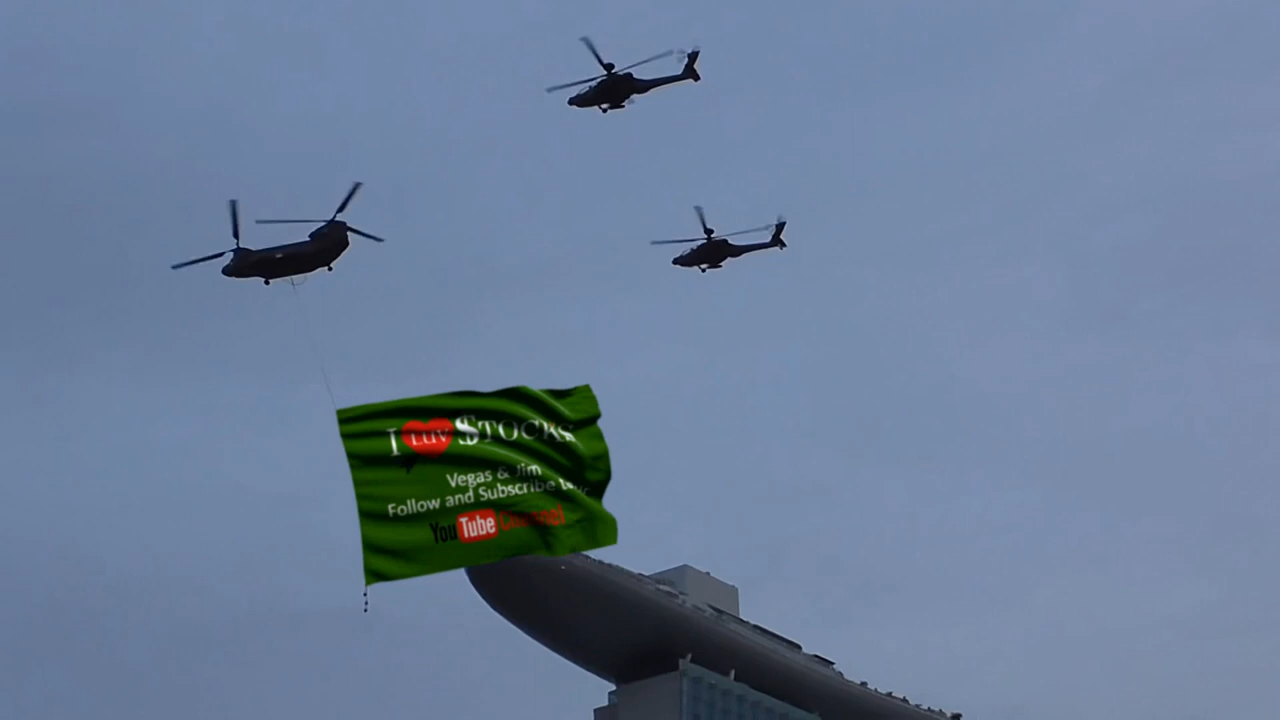 I LUV $TOCKS
Vegas & Jim
Follow and Subscribe to
YouTube Channel